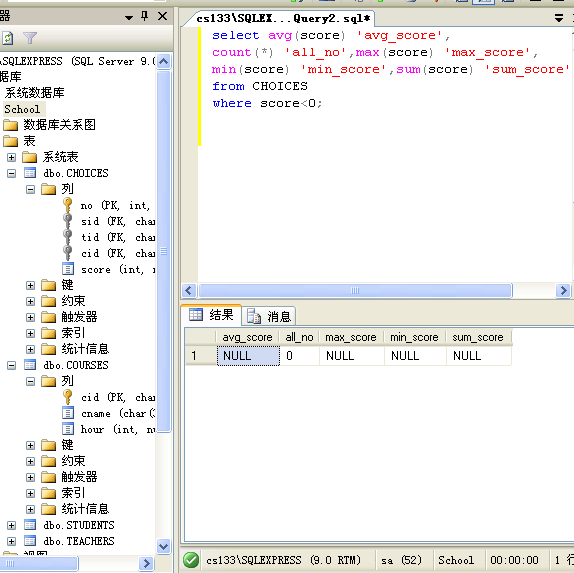 器
\SQLEXPRESS (SQL Server 9.0
据库
系统数据库
School
数据库关系图
表
系统表
dbo.CHOICES
列
no (PK, int,
sid (FK, char
tid (FK, char
cid (FK, char
score (int, n
键
约束
触发器
索引
统计信息
dbo.COURSES
列
cid (PK, char
cname (char(
hour (int, nu
键
约束
触发器
索引
统计信息
dbo.STUDENTS
dbo.TEACHERS
视图
cs133\SQLEX...Query2.sql*
select avg(score) 'avg_score',
count(*) 'all_no',max(score) 'max_score',
min(score) 'min_score',sum(score) 'sum_score'
from CHOICES
where score<0;
结果 消息
avg_score all_no max_score min_score sum_score
1 NULL 0 NULL NULL NULL
cs133\SQLEXPRESS (9.0 RTM) sa (52) School 00:00:00 1 行